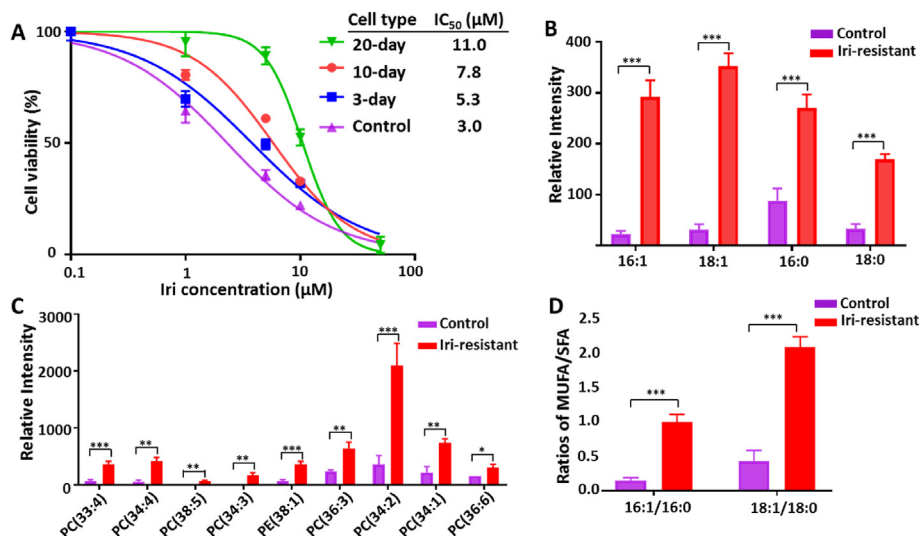 A
Cell type IC50 (μM)
20-day 11.0
10-day 7.8
3-day 5.3
Control 3.0
Cell viability (%)
100
50
0
0.1 1 10 100
Iri concentration (μM)
B
Control
Iri-resistant
Relative Intensity
400
300
200
100
*** *** *** ***
16:1 18:1 16:0 18:0
C
Control
Iri-resistant
Relative Intensity
3000
2000
1000
0
*** ** ** ** *** ** *** ** *
PC(33:4) PC(34:4) PC(38:5) PC(34:3) PE(38:1) PC(36:3) PC(34:2) PC(34:1) PC(36:6)
D
Control
Iri-resistant
Ratios of MUFA/SFA
2.5
2.0
1.5
1.0
0.5
0.0
*** ***
16:1/16:0 18:1/18:0